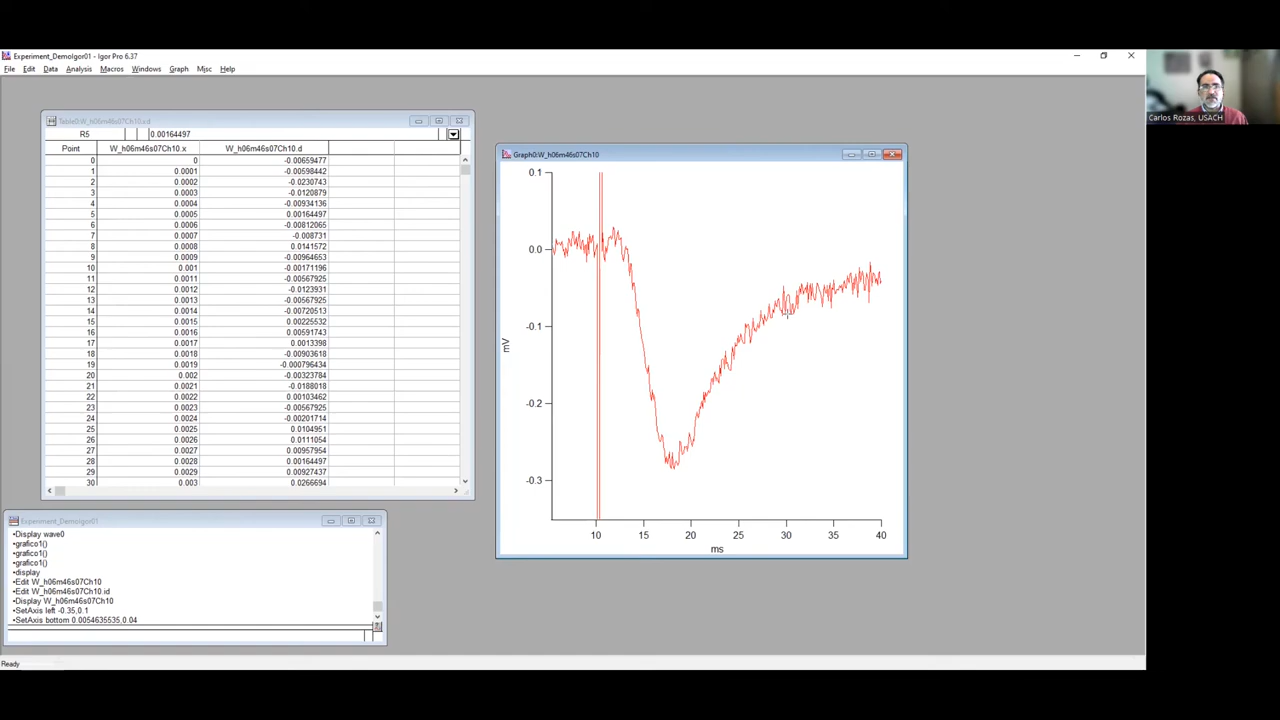 Experiment_DemoIgor01 - Igor Pro 6.37
File Edit Data Analysis Macros Windows Graph Misc Help
Carlos Rozas, USACH
Table0:W_h06m46s07Ch10.xd
R5 0.00164497
Point W_h06m46s07Ch10.x W_h06m46s07Ch10.d
0 0 -0.00659477
1 0.0001 -0.00598442
2 0.0002 -0.0230743
3 0.0003 -0.0120879
4 0.0004 -0.00934136
5 0.0005 0.00164497
6 0.0006 -0.00812065
7 0.0007 -0.008731
8 0.0008 0.0141572
9 0.0009 -0.00964653
10 0.001 -0.00171196
11 0.0011 -0.00567925
12 0.0012 -0.0123931
13 0.0013 -0.00567925
14 0.0014 -0.00720513
15 0.0015 0.00225532
16 0.0016 0.00591743
17 0.0017 0.0013398
18 0.0018 -0.00903618
19 0.0019 -0.000796434
20 0.002 -0.00323784
21 0.0021 -0.0188018
22 0.0022 0.00103462
23 0.0023 -0.00567925
24 0.0024 -0.00201714
25 0.0025 0.0104951
26 0.0026 0.0111054
27 0.0027 0.00957954
28 0.0028 0.00164497
29 0.0029 0.00927437
30 0.003 0.0266694
Graph0:W_h06m46s07Ch10
0.1
0.0
-0.1
-0.2
-0.3
mV
10 15 20 25 30 35 40
ms
Experiment_DemoIgor01
•Display wave0
•grafico1()
•grafico1()
•grafico1()
•display
•Edit W_h06m46s07Ch10
•Edit W_h06m46s07Ch10.id
•Display W_h06m46s07Ch10
•SetAxis left -0.35,0.1
•SetAxis bottom 0.0054635535,0.04
Ready